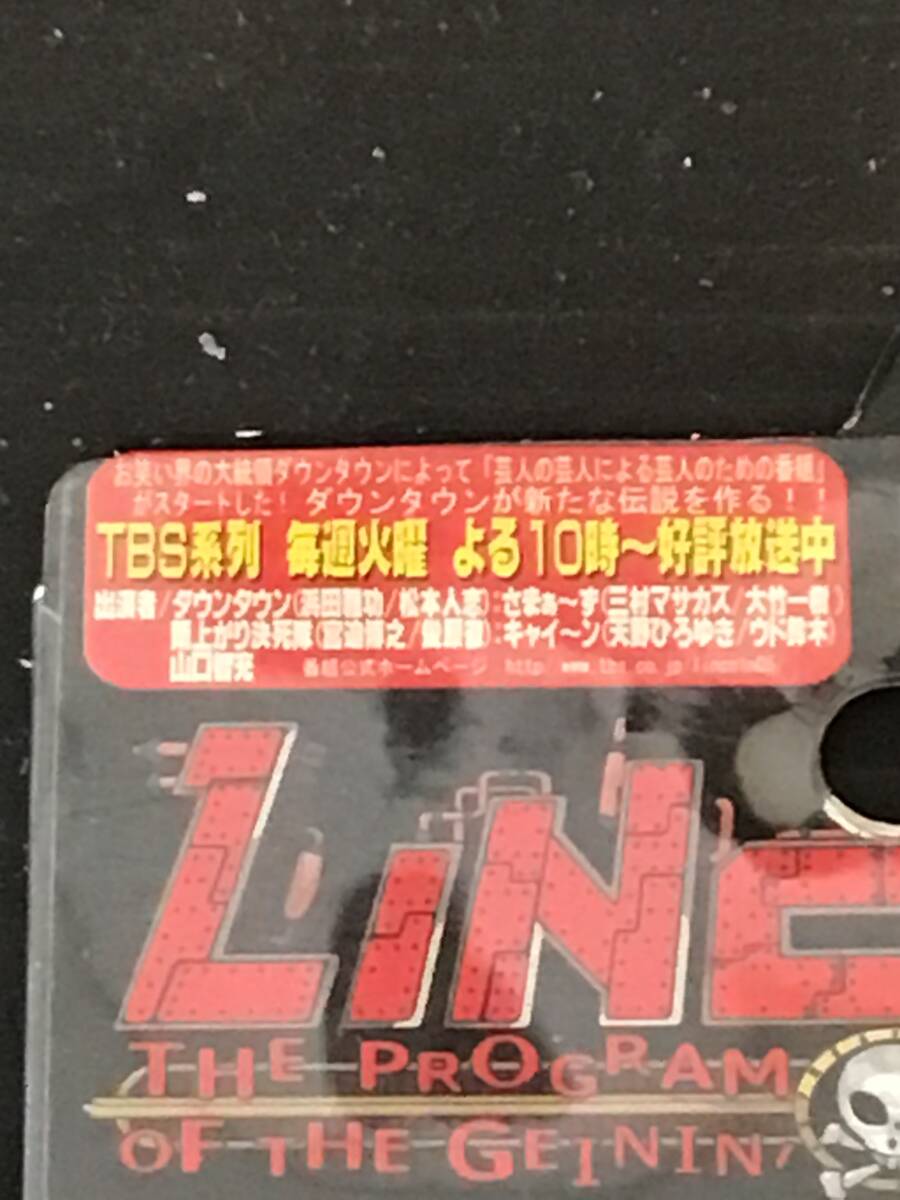 お笑い界の大統領ダウンタウンによって「芸人の芸人による芸人のための番組」
がスタートした! ダウンタウンが新たな伝説を作る!!
TBS系列 毎週火曜 よる10時〜好評放送中
出演者/ダウンタウン(浜田雅功/松本人志):さまぁ〜ず(三村マサカズ/大竹一樹)
雨上がり決死隊(宮迫博之/蛍原徹):キャイ〜ン(天野ひろゆき/ウド鈴木)
山口智充 番組公式ホームページ http://www.tbs.co.jp/lincoln05
LINC
THE PROGRAM
OF THE GEININ,